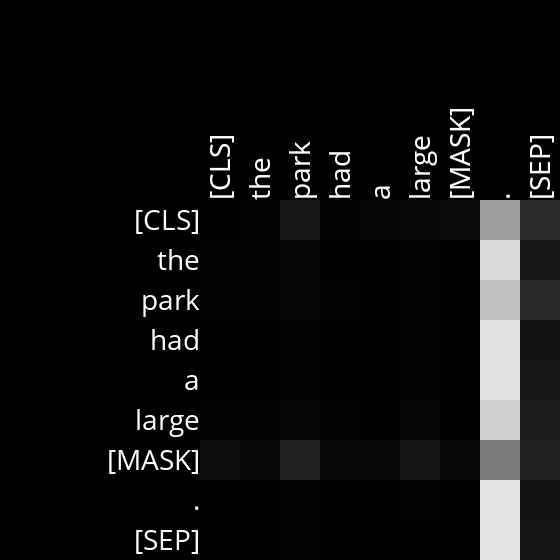 [CLS] the park had a large [MASK] . [SEP]
[CLS]
the
park
had
a
large
[MASK]
.
[SEP]